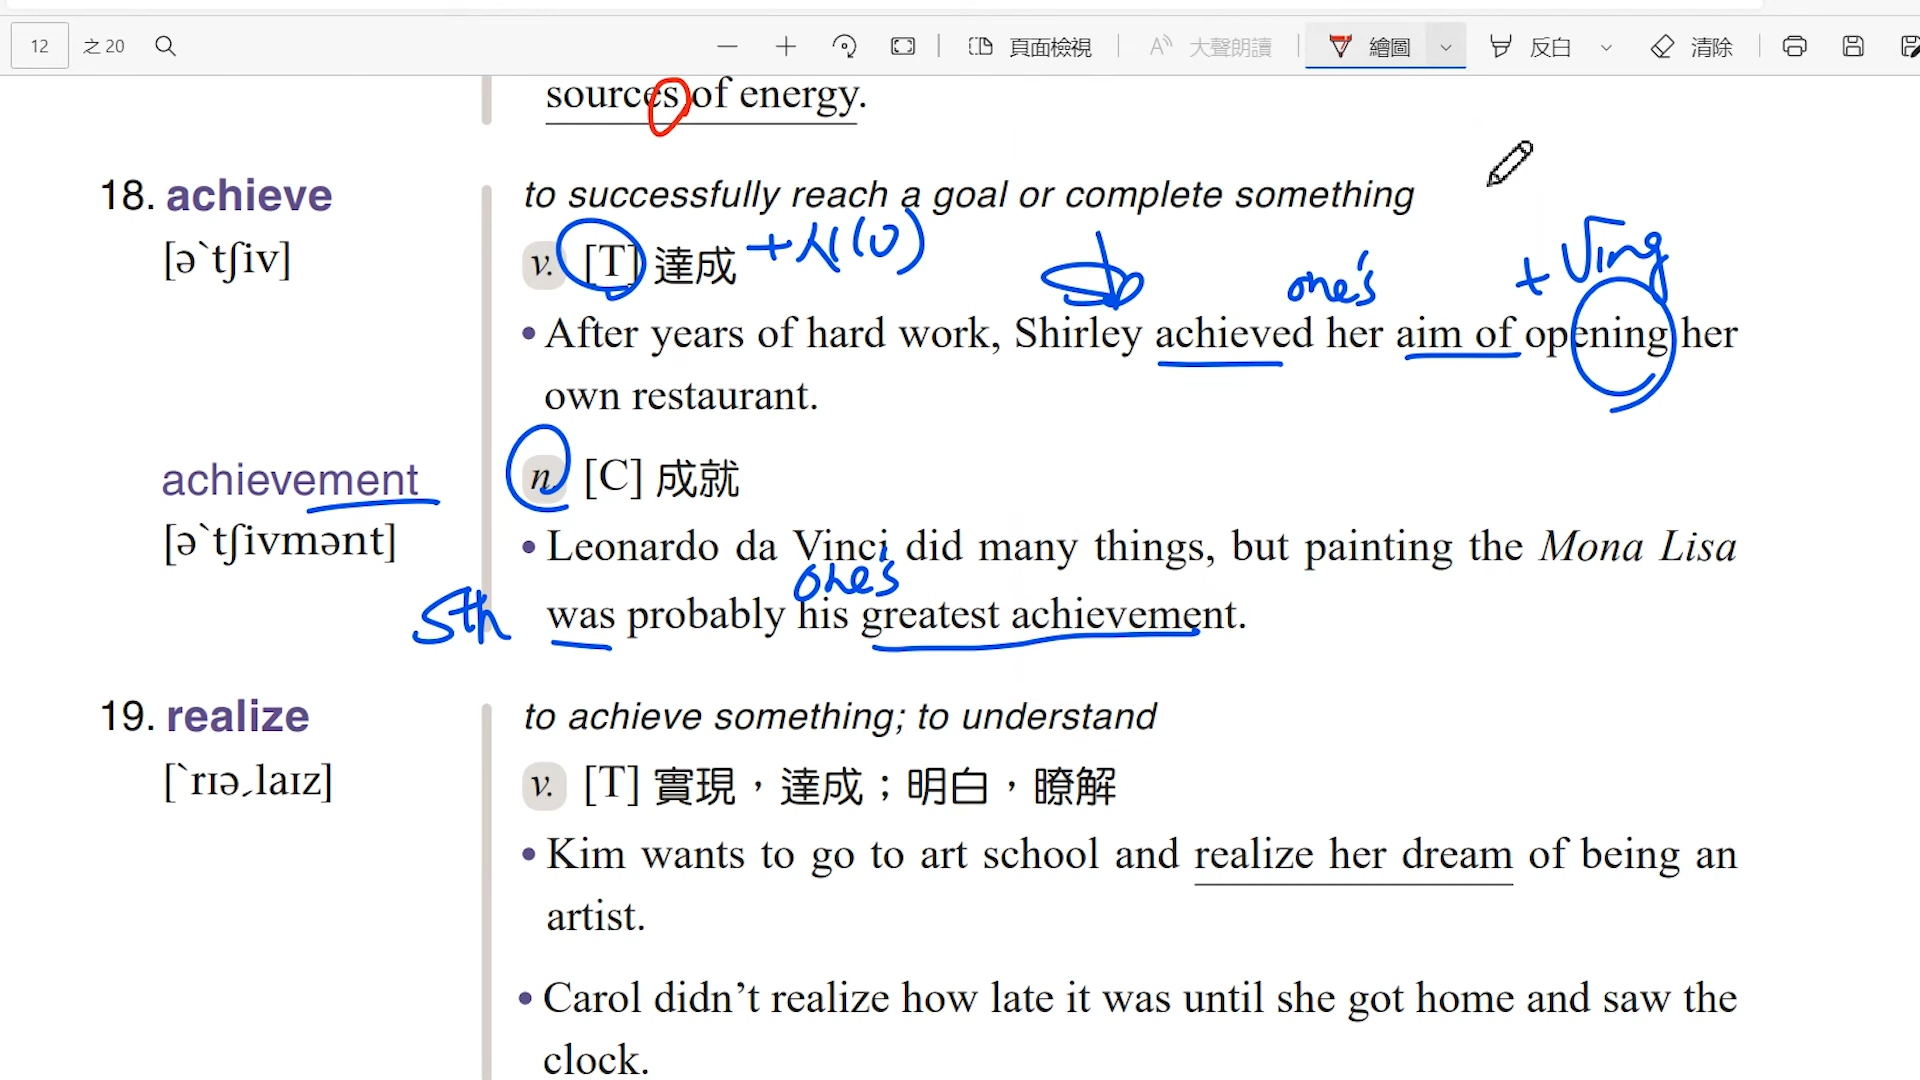 12 之 20 頁面檢視 大聲朗讀 繪圖 反白 清除
sources of energy.
18. achieve to successfully reach a goal or complete something
[əˋtʃiv] v. [T] 達成 +N(O)
sb one's +Ving
• After years of hard work, Shirley achieved her aim of opening her
own restaurant.
achievement n. [C] 成就
[əˋtʃivmənt]
• Leonardo da Vinci did many things, but painting the Mona Lisa
one's
sth was probably his greatest achievement.
19. realize to achieve something; to understand
[ˋrɪəˏlaɪz] v. [T] 實現，達成；明白，瞭解
• Kim wants to go to art school and realize her dream of being an
artist.
• Carol didn’t realize how late it was until she got home and saw the
clock.